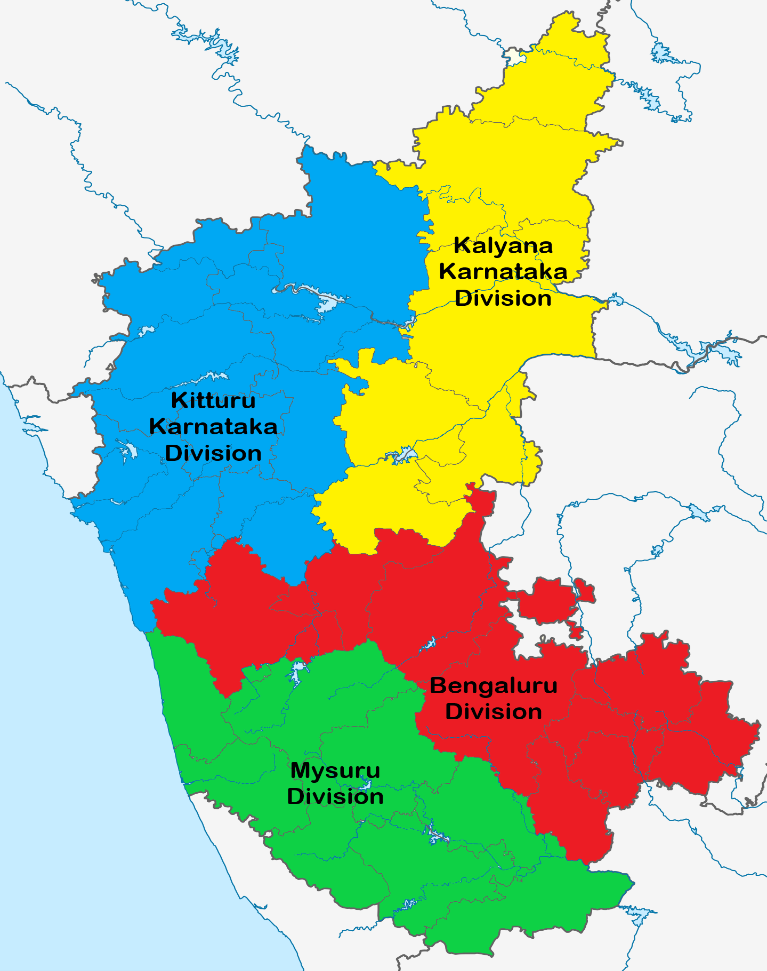 Kalyana
Karnataka
Division
Kitturu
Karnataka
Division
Bengaluru
Division
Mysuru
Division